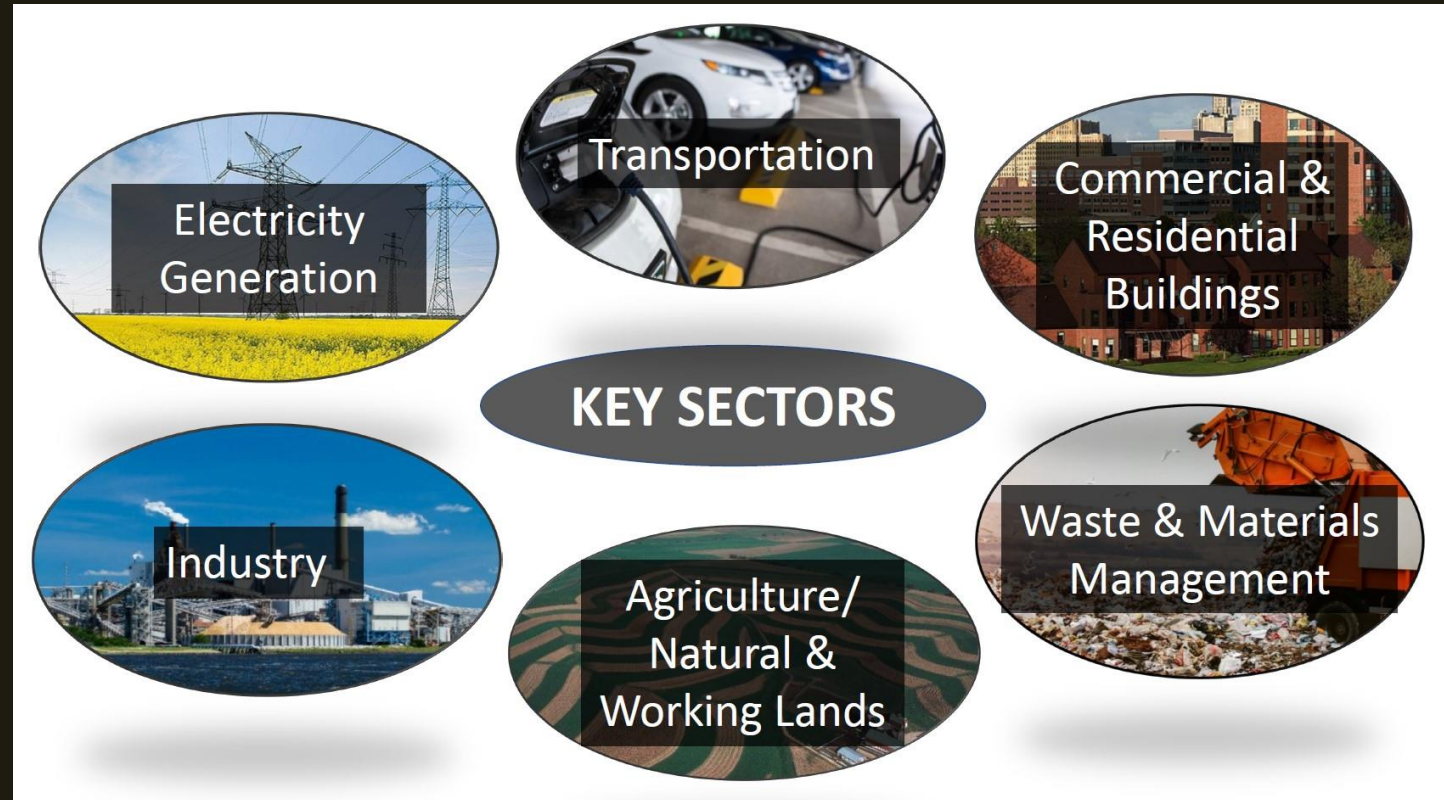 Transportation
Electricity
Generation
Commercial &
Residential
Buildings
KEY SECTORS
Industry
Waste & Materials
Management
Agriculture/
Natural &
Working Lands